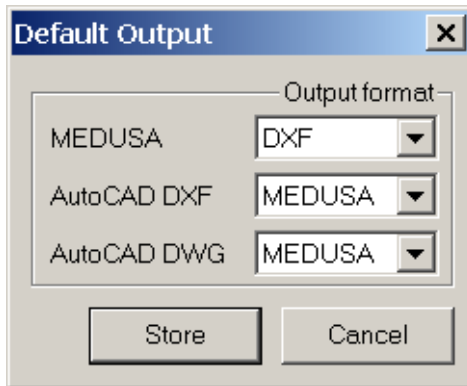 Default Output
Output format
MEDUSA DXF
AutoCAD DXF MEDUSA
AutoCAD DWG MEDUSA
Store Cancel